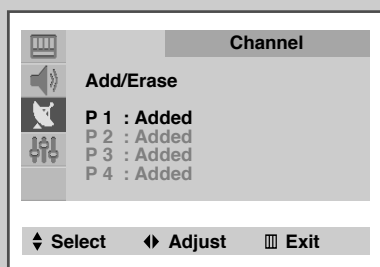 Channel
Add/Erase
P 1 : Added
P 2 : Added
P 3 : Added
P 4 : Added
Select Adjust Exit